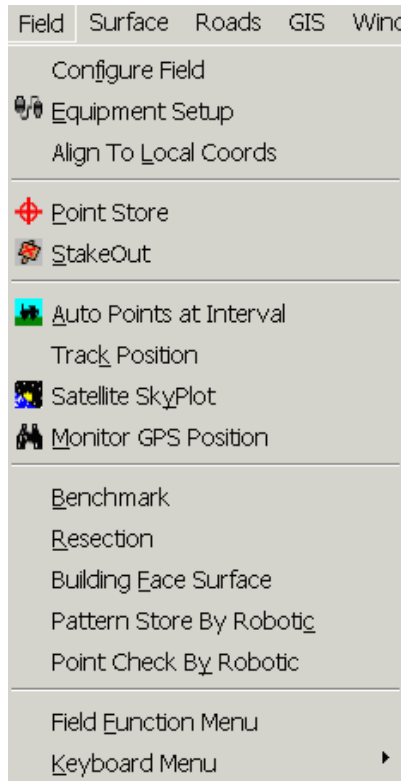 Field Surface Roads GIS Wind
Configure Field
Equipment Setup
Align To Local Coords
Point Store
StakeOut
Auto Points at Interval
Track Position
Satellite SkyPlot
Monitor GPS Position
Benchmark
Resection
Building Face Surface
Pattern Store By Robotic
Point Check By Robotic
Field Function Menu
Keyboard Menu